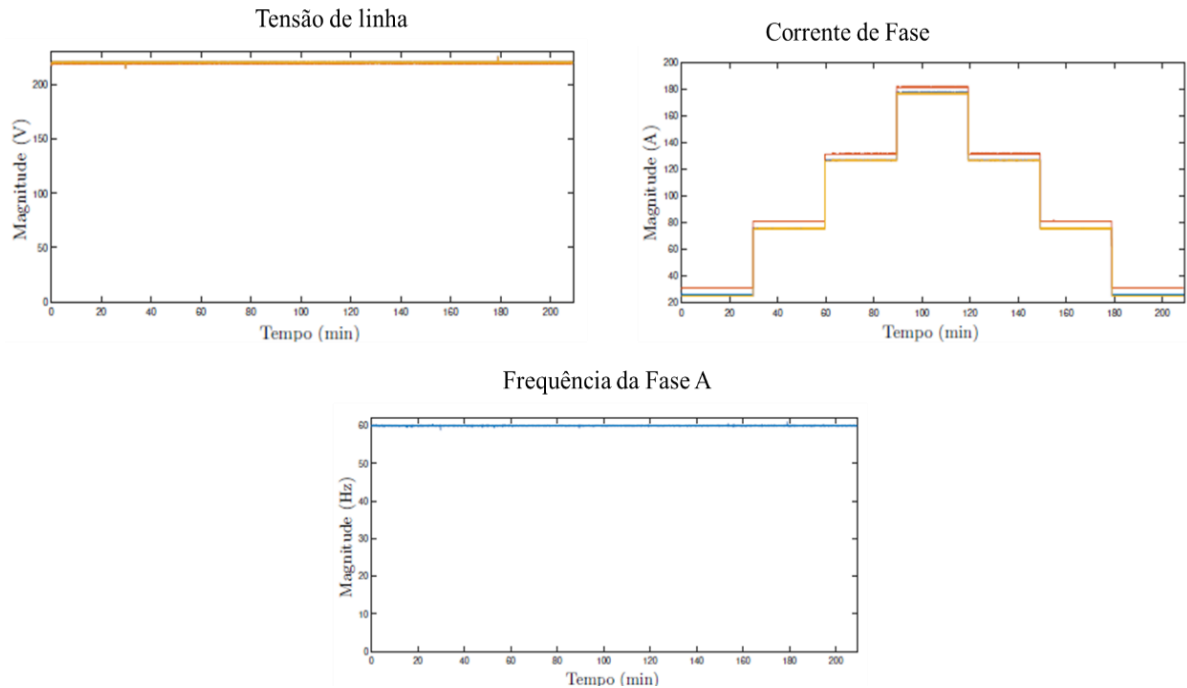 Tensão de linha
Magnitude (V)
200
150
100
50
0
0 20 40 60 80 100 120 140 160 180 200
Tempo (min)
Corrente de Fase
Magnitude (A)
200
180
160
140
120
100
80
60
40
20
0 20 40 60 80 100 120 140 160 180 200
Tempo (min)
Frequência da Fase A
Magnitude (Hz)
60
50
40
30
20
10
0
0 20 40 60 80 100 120 140 160 180 200
Tempo (min)